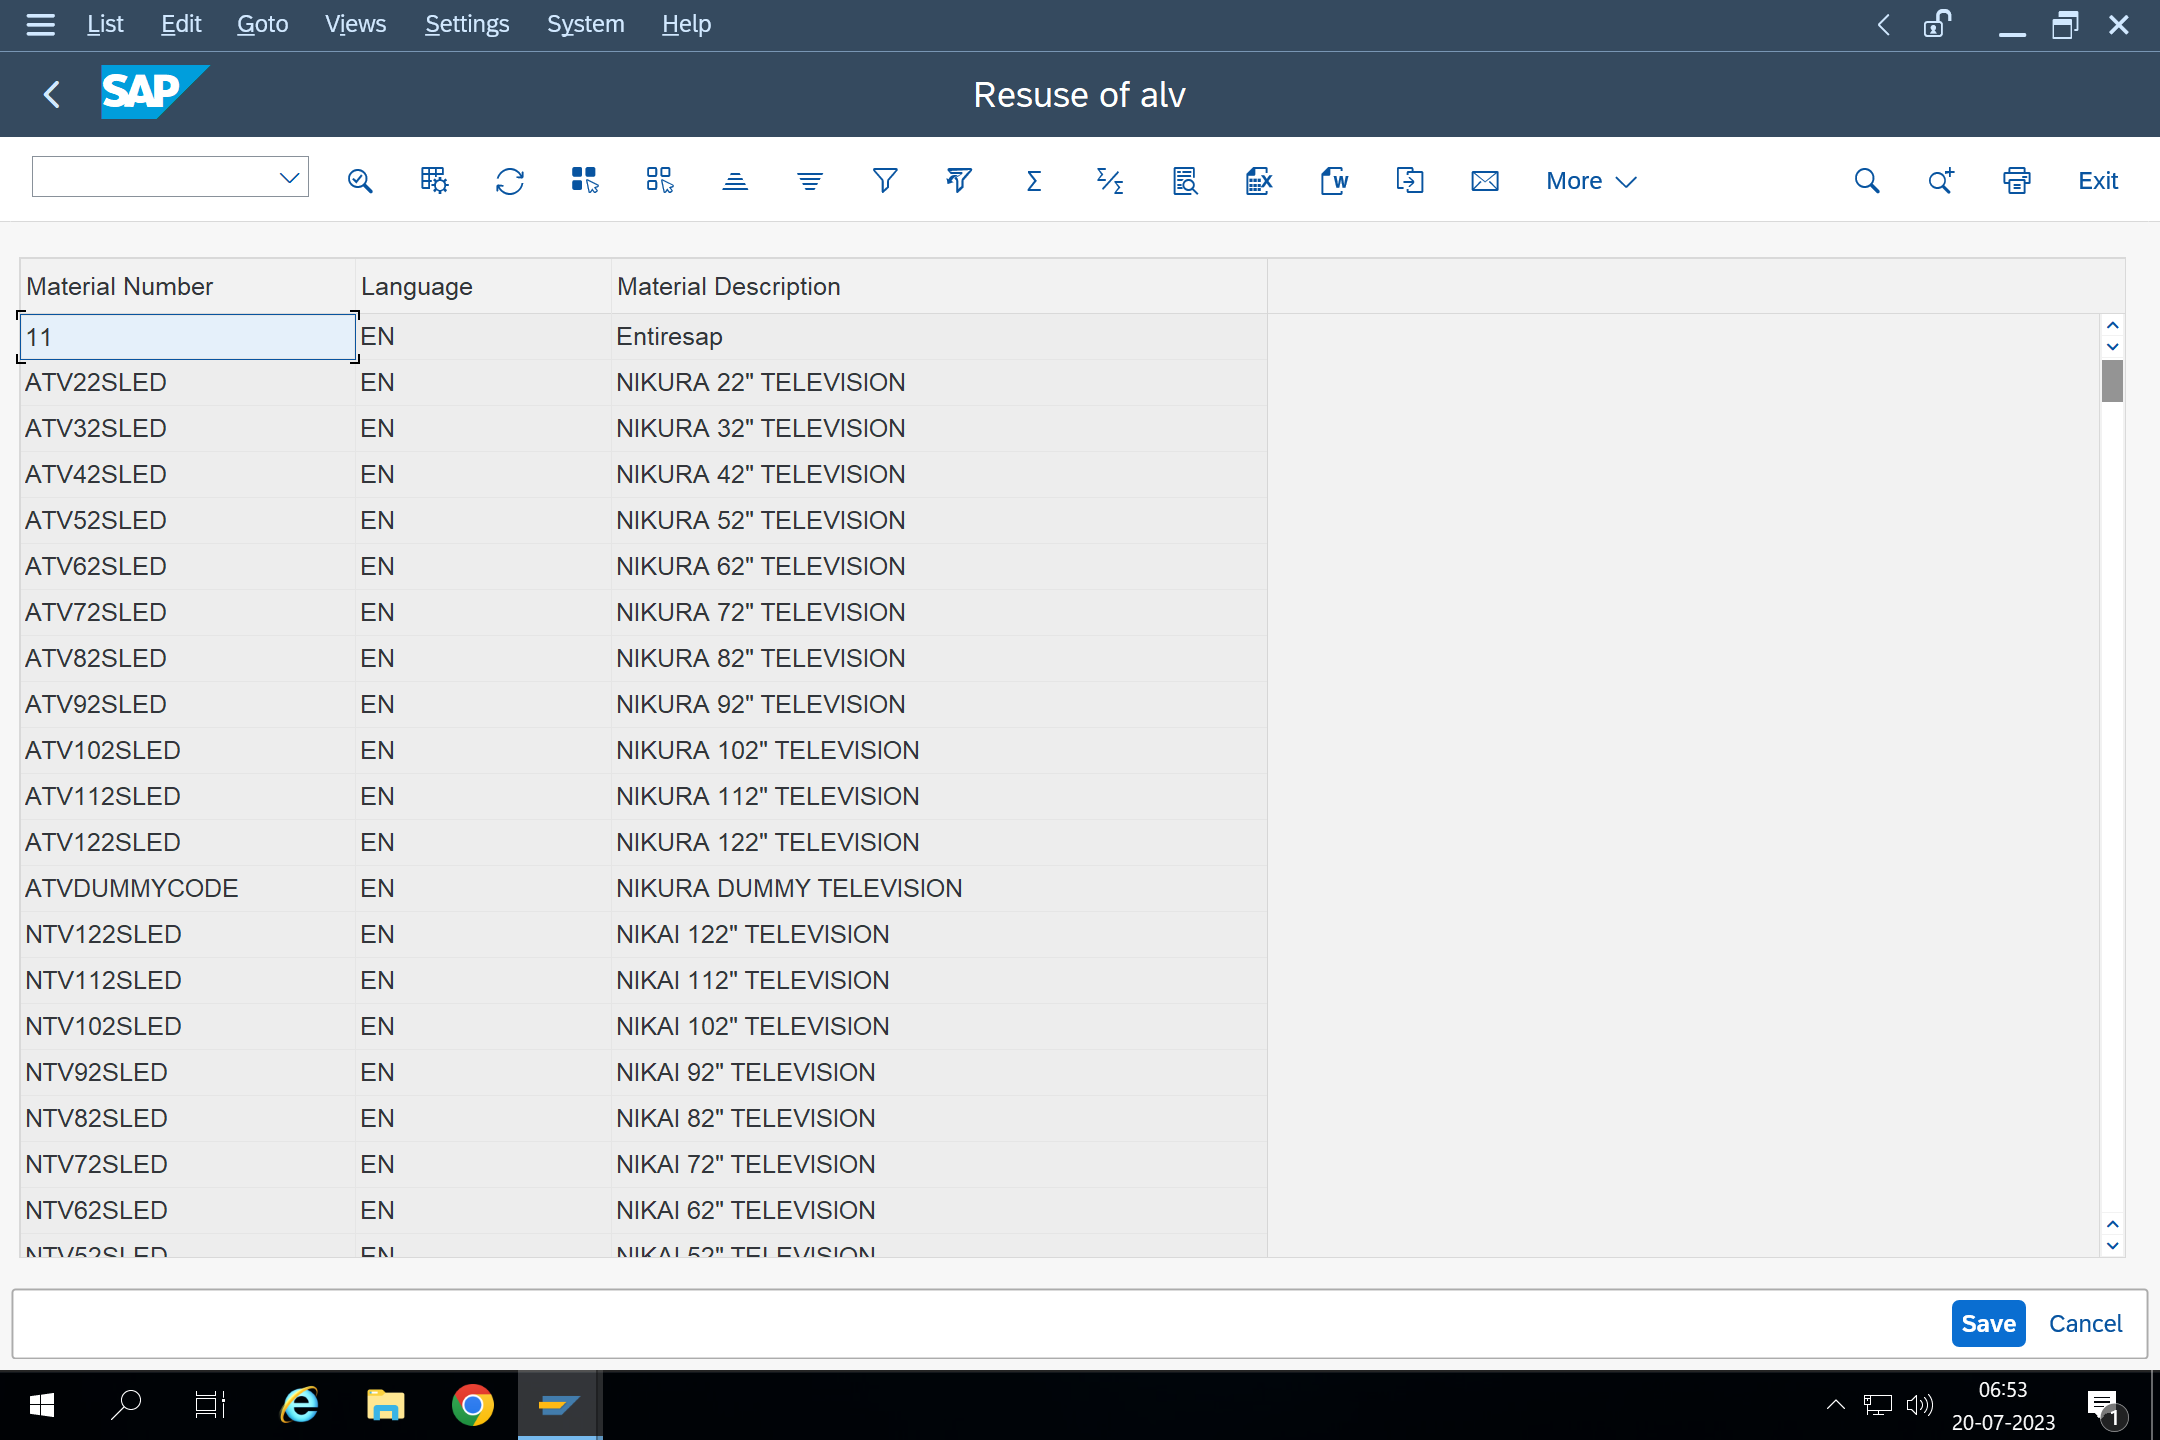 List Edit Goto Views Settings System Help
SAP Resuse of alv
More Exit
Material Number Language Material Description
11 EN Entiresap
ATV22SLED EN NIKURA 22" TELEVISION
ATV32SLED EN NIKURA 32" TELEVISION
ATV42SLED EN NIKURA 42" TELEVISION
ATV52SLED EN NIKURA 52" TELEVISION
ATV62SLED EN NIKURA 62" TELEVISION
ATV72SLED EN NIKURA 72" TELEVISION
ATV82SLED EN NIKURA 82" TELEVISION
ATV92SLED EN NIKURA 92" TELEVISION
ATV102SLED EN NIKURA 102" TELEVISION
ATV112SLED EN NIKURA 112" TELEVISION
ATV122SLED EN NIKURA 122" TELEVISION
ATVDUMMYCODE EN NIKURA DUMMY TELEVISION
NTV122SLED EN NIKAI 122" TELEVISION
NTV112SLED EN NIKAI 112" TELEVISION
NTV102SLED EN NIKAI 102" TELEVISION
NTV92SLED EN NIKAI 92" TELEVISION
NTV82SLED EN NIKAI 82" TELEVISION
NTV72SLED EN NIKAI 72" TELEVISION
NTV62SLED EN NIKAI 62" TELEVISION
NTV52SLED EN NIKAI 52" TELEVISION
Save Cancel
06:53
20-07-2023
1